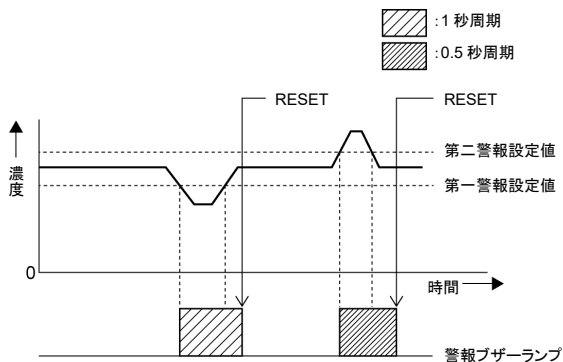 :1 秒周期
:0.5 秒周期
RESET
RESET
濃度
第二警報設定値
第一警報設定値
0
時間
警報ブザーランプ